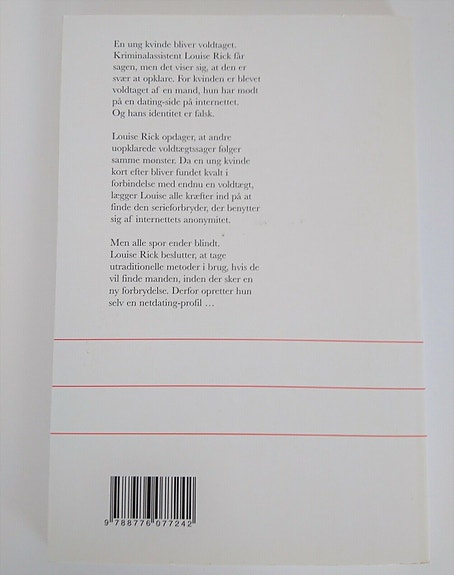 En ung kvinde bliver voldtaget.
Kriminalassistent Louise Rick får
sagen, men det viser sig, at den er
svær at opklare. For kvinden er blevet
voldtaget af en mand, hun har mødt
på en dating-side på internettet.
Og hans identitet er falsk.
Louise Rick opdager, at andre
uopklarede voldtægtssager følger
samme mønster. Da en ung kvinde
kort efter bliver fundet kvalt i
forbindelse med endnu en voldtægt,
lægger Louise alle kræfter ind på at
finde den serieforbryder, der benytter
sig af internettets anonymitet.
Men alle spor ender blindt.
Louise Rick beslutter, at tage
utraditionelle metoder i brug, hvis de
vil finde manden, inden der sker en
ny forbrydelse. Derfor opretter hun
selv en netdating-profil …
9 788776 077242